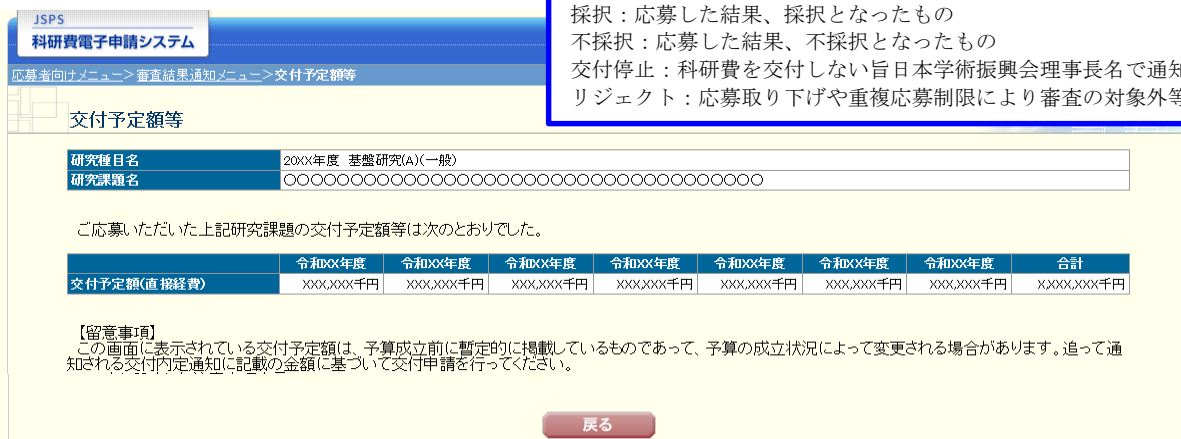 JSPS
科研費電子申請システム
採択：応募した結果、採択となったもの
不採択：応募した結果、不採択となったもの
交付停止：科研費を交付しない旨日本学術振興会理事長名で通知
リジェクト：応募取り下げや重複応募制限により審査の対象外等
応募者向けメニュー＞審査結果通知メニュー＞交付予定額等
交付予定額等
研究種目名 20XX年度 基盤研究(A)(一般)
研究課題名 ○○○○○○○○○○○○○○○○○○○○○○○○○○○○○○○○○○○○
ご応募いただいた上記研究課題の交付予定額等は次のとおりでした。
令和XX年度 令和XX年度 令和XX年度 令和XX年度 令和XX年度 令和XX年度 令和XX年度 合計
交付予定額(直接経費) XXX,XXX千円 XXX,XXX千円 XXX,XXX千円 XXX,XXX千円 XXX,XXX千円 XXX,XXX千円 XXX,XXX千円 X,XXX,XXX千円
【留意事項】
この画面に表示されている交付予定額は、予算成立前に暫定的に掲載しているものであって、予算の成立状況によって変更される場合があります。追って通
知される交付内定通知に記載の金額に基づいて交付申請を行ってください。
戻る